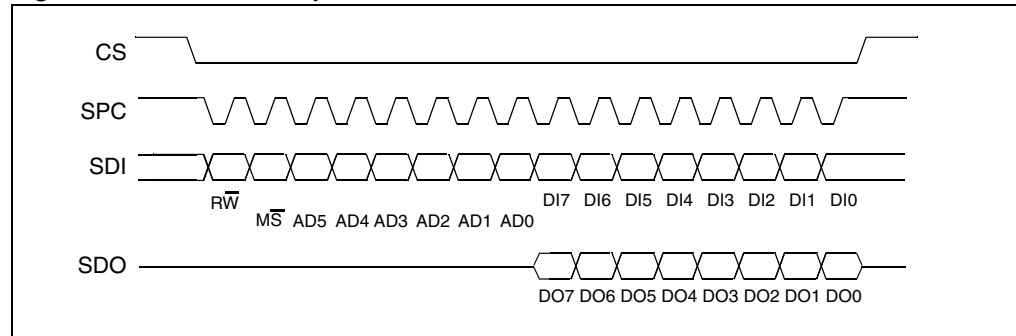 CS
SPC
SDI
RW̅ DI7 DI6 DI5 DI4 DI3 DI2 DI1 DI0
MS̅ AD5 AD4 AD3 AD2 AD1 AD0
SDO
DO7 DO6 DO5 DO4 DO3 DO2 DO1 DO0